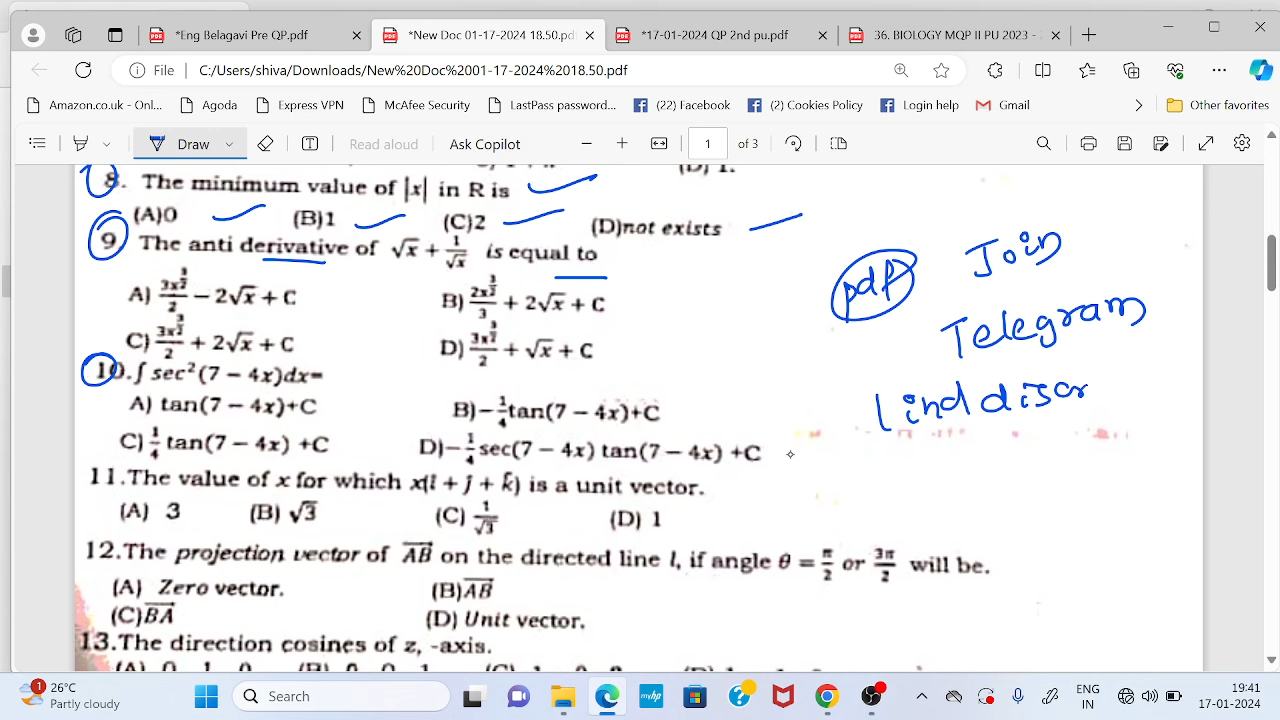 *Eng Belagavi Pre QP.pdf
*New Doc 01-17-2024 18.50.pd
*17-01-2024 QP 2nd pu.pdf
36BIOLOGY MQP II PU 2023 -
File C:/Users/shiva/Downloads/New%20Doc%2001-17-2024%2018.50.pdf
Amazon.co.uk - Onl... Agoda Express VPN McAfee Security LastPass password... (22) Facebook (2) Cookies Policy Login help Gmail Other favorites
Draw Read aloud Ask Copilot 1 of 3
8. The minimum value of |x| in R is
(A)0 (B)1 (C)2 (D)not exists
9. The anti derivative of √x + 1/√x is equal to
A) 3x^(3/2)/2 − 2√x + C B) 2x^(3/2)/3 + 2√x + C
C) 3x^(3/2)/2 + 2√x + C D) 3x^(3/2)/2 + √x + C
10. ∫ sec²(7 − 4x)dx=
A) tan(7 − 4x)+C B)−1/4 tan(7 − 4x)+C
C) 1/4 tan(7 − 4x) +C D)−1/4 sec(7 − 4x) tan(7 − 4x) +C
11.The value of x for which x(î + ĵ + k̂) is a unit vector.
(A) 3 (B) √3 (C) 1/√3 (D) 1
12.The projection vector of AB on the directed line l, if angle θ = π/2 or 3π/2 will be.
(A) Zero vector. (B)AB
(C)BA (D) Unit vector.
13.The direction cosines of z, -axis.
pdf Join
Telegram
26°C
Partly cloudy
Search
ENG
IN
19:41
17-01-2024